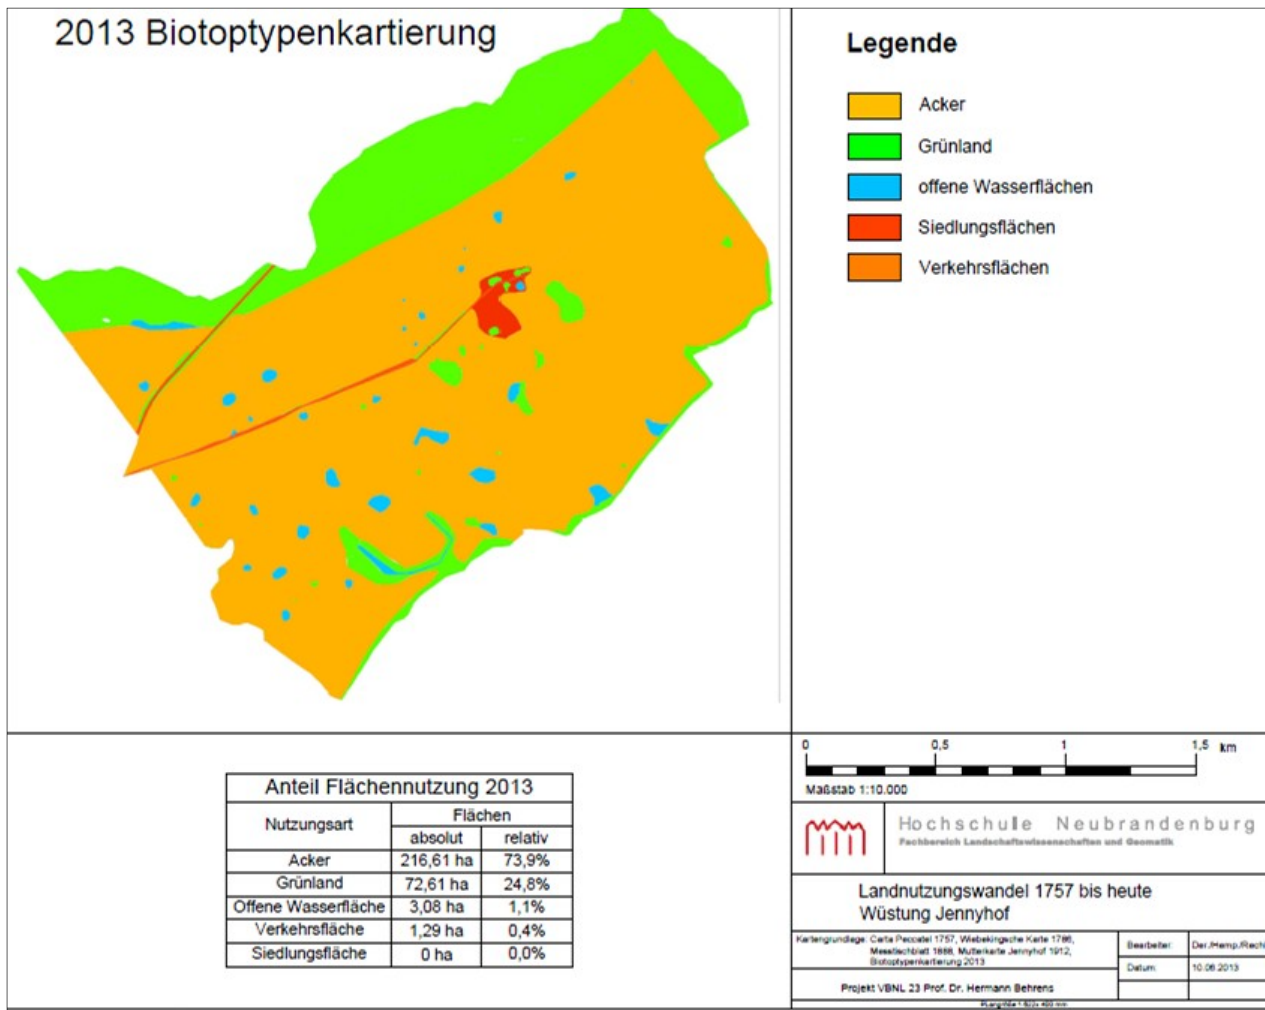 2013 Biotoptypenkartierung
Legende
Acker
Grünland
offene Wasserflächen
Siedlungsflächen
Verkehrsflächen
0 0,5 1 1,5 km
Maßstab 1:10.000
Anteil Flächennutzung 2013
Nutzungsart Flächen
absolut relativ
Acker 216,61 ha 73,9%
Grünland 72,61 ha 24,8%
Offene Wasserfläche 3,08 ha 1,1%
Verkehrsfläche 1,29 ha 0,4%
Siedlungsfläche 0 ha 0,0%
Hochschule Neubrandenburg
Fachbereich Landschaftswissenschaften und Geomatik
Landnutzungswandel 1757 bis heute
Wüstung Jennyhof
Kartengrundlage: Carta Peccatel 1757, Wiebekingsche Karte 1786,
Messtischblatt 1888, Mutterkarte Jennyhof 1912,
Biotoptypenkartierung 2013
Projekt VBNL 23 Prof. Dr. Hermann Behrens
Bearbeiter: Der./Hemp./Rech
Datum: 10.06.2013